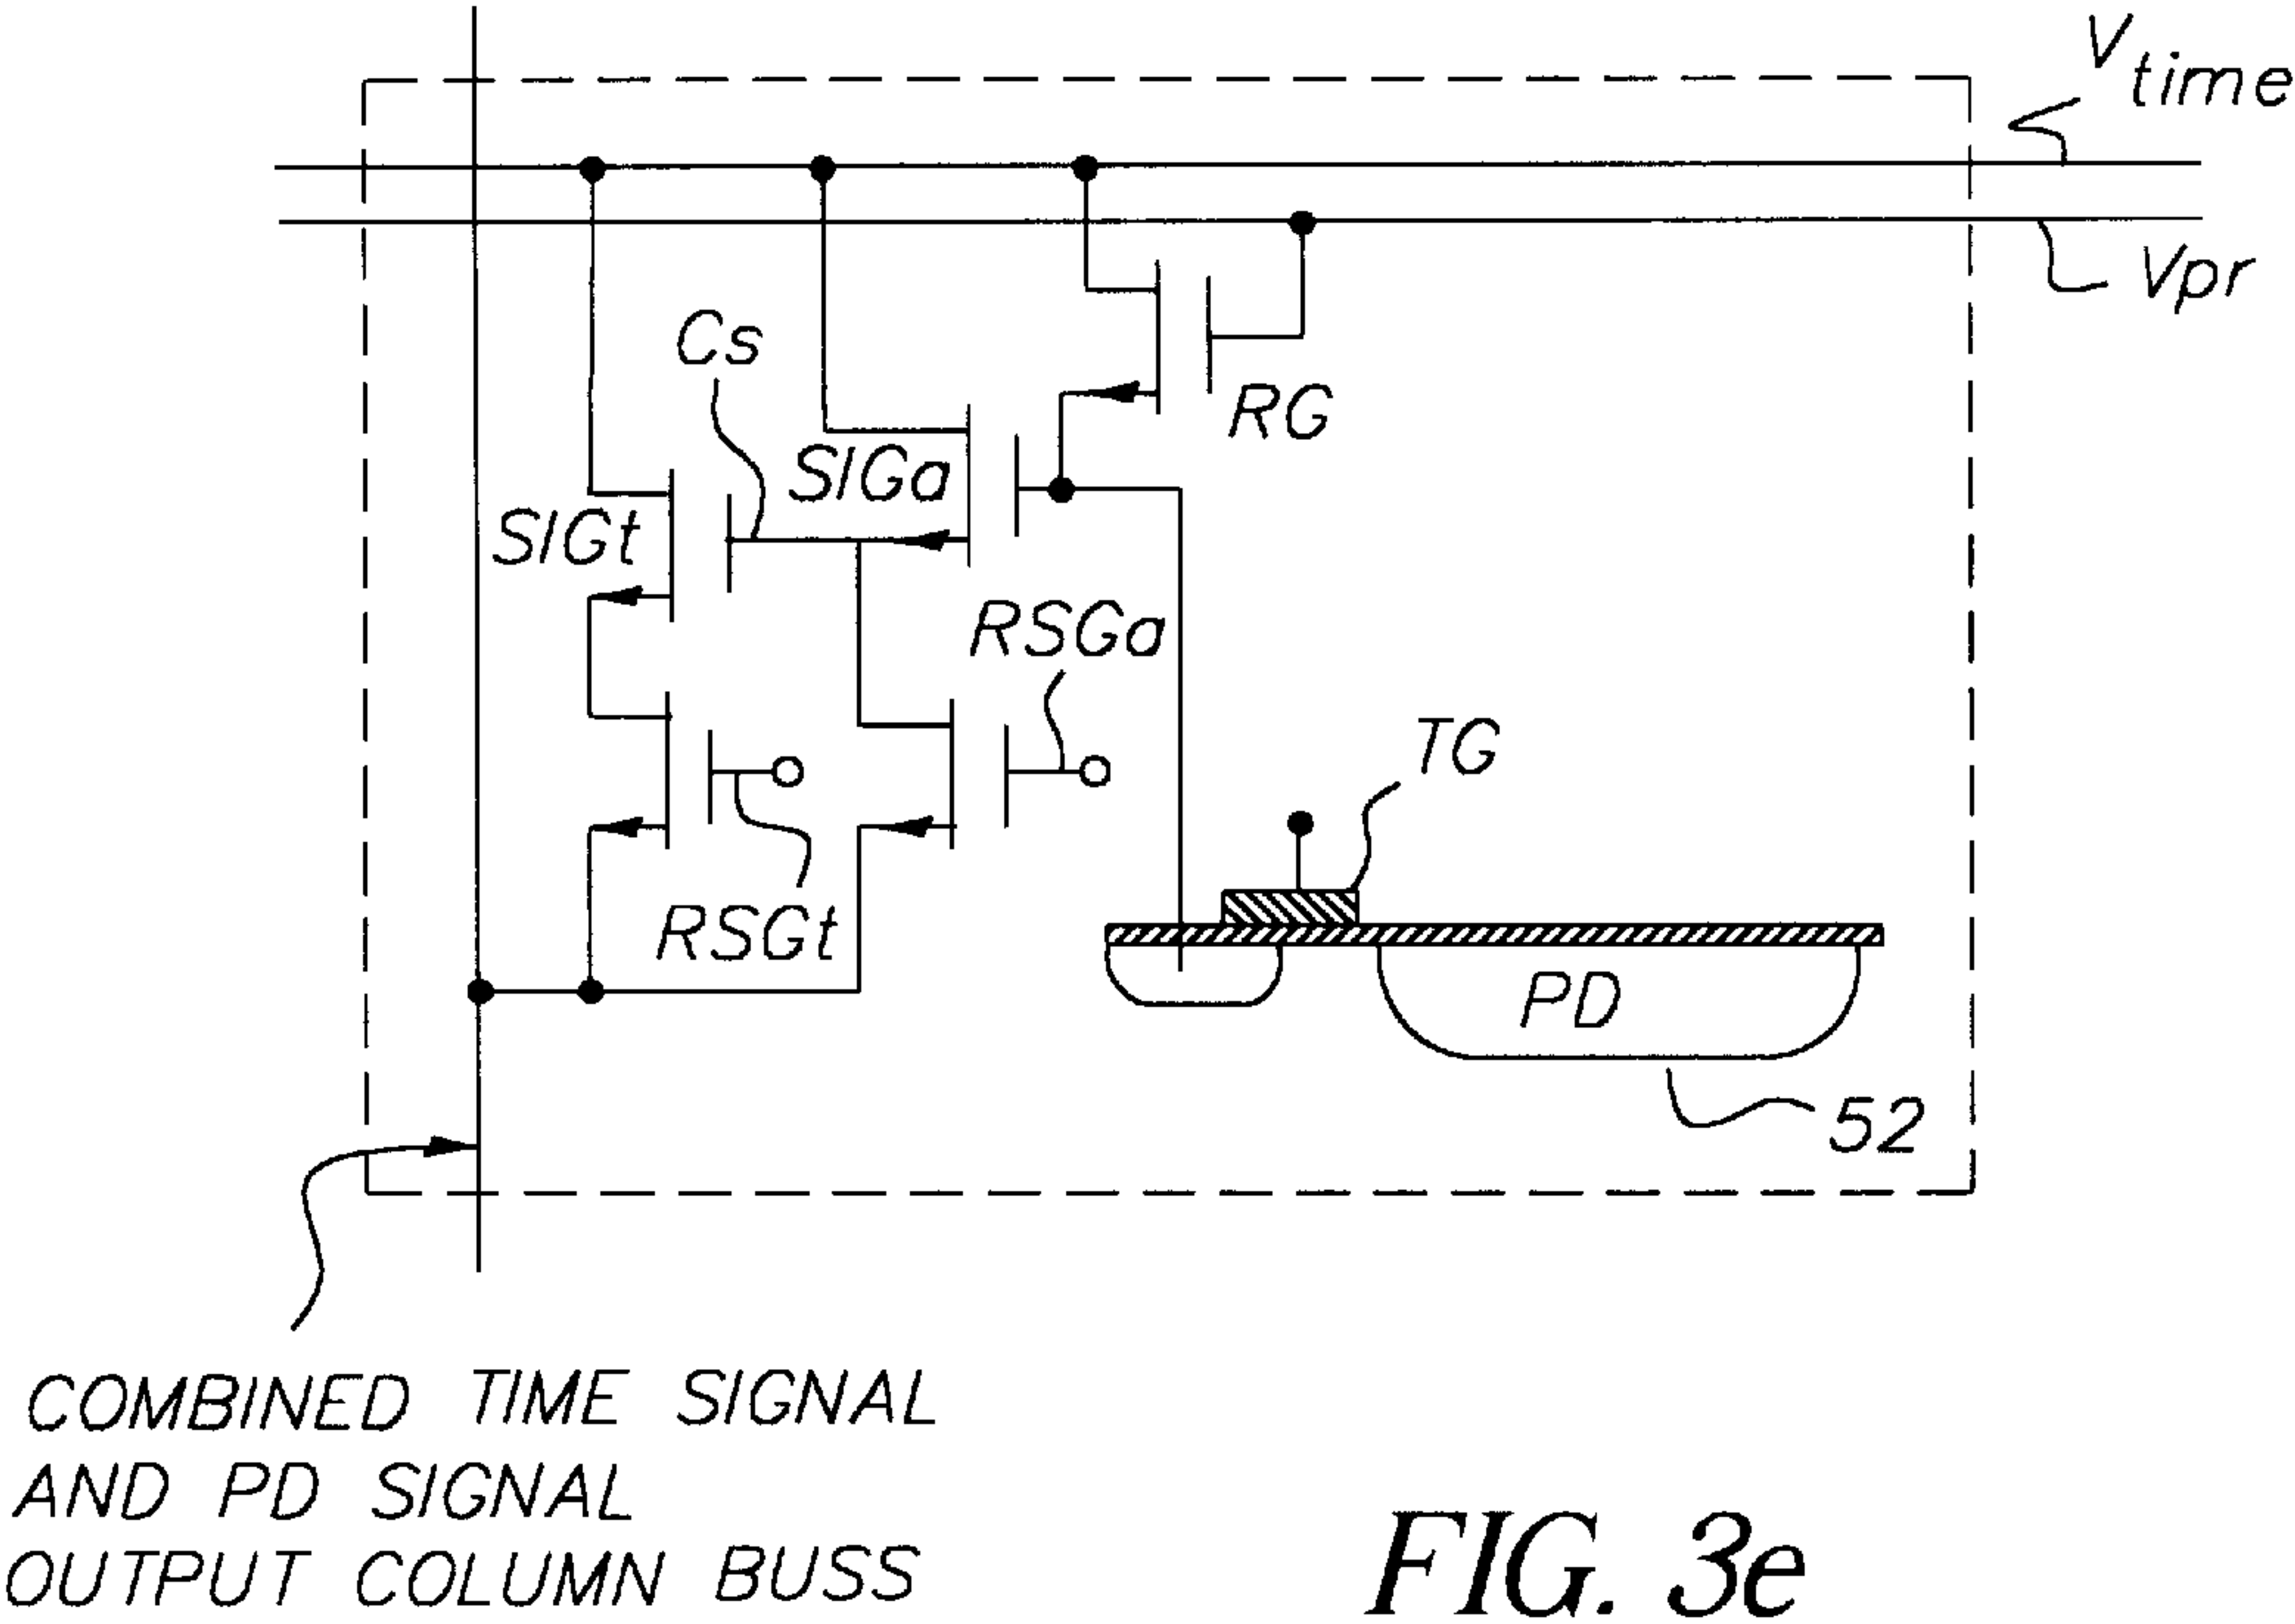 Vtime
Vpr
Cs
RG
SIGa
SIGt
RSGa
TG
RSGt
PD
52
COMBINED TIME SIGNAL
AND PD SIGNAL
OUTPUT COLUMN BUSS
FIG. 3e